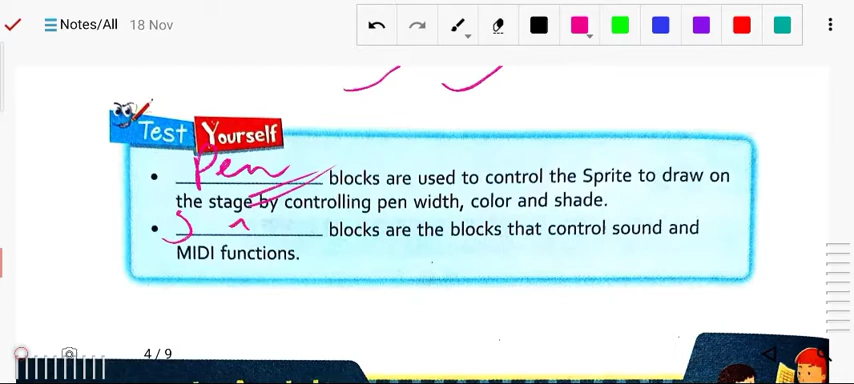 Notes/All 18 Nov
Test Yourself
• Pen blocks are used to control the Sprite to draw on
the stage by controlling pen width, color and shade.
• ____________ blocks are the blocks that control sound and
MIDI functions.
4 / 9